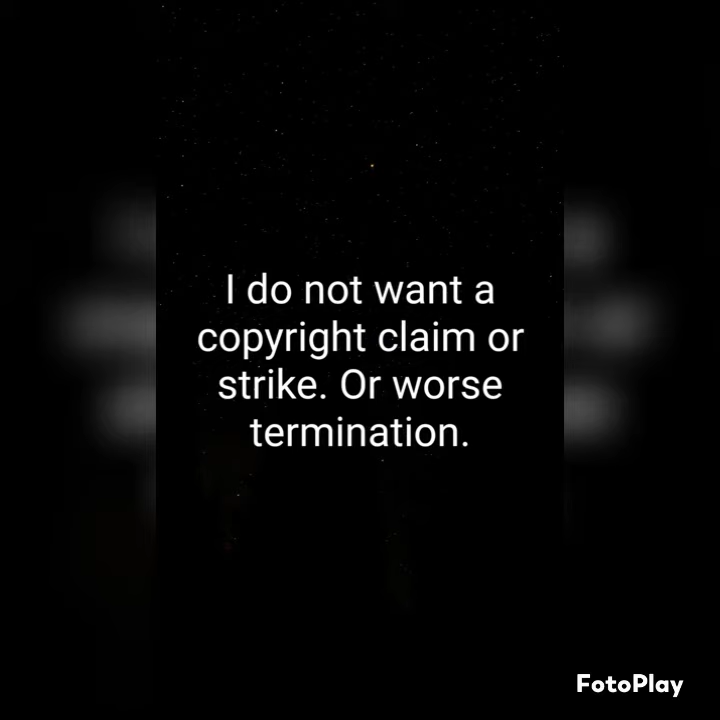 I do not want a
copyright claim or
strike. Or worse
termination.
FotoPlay